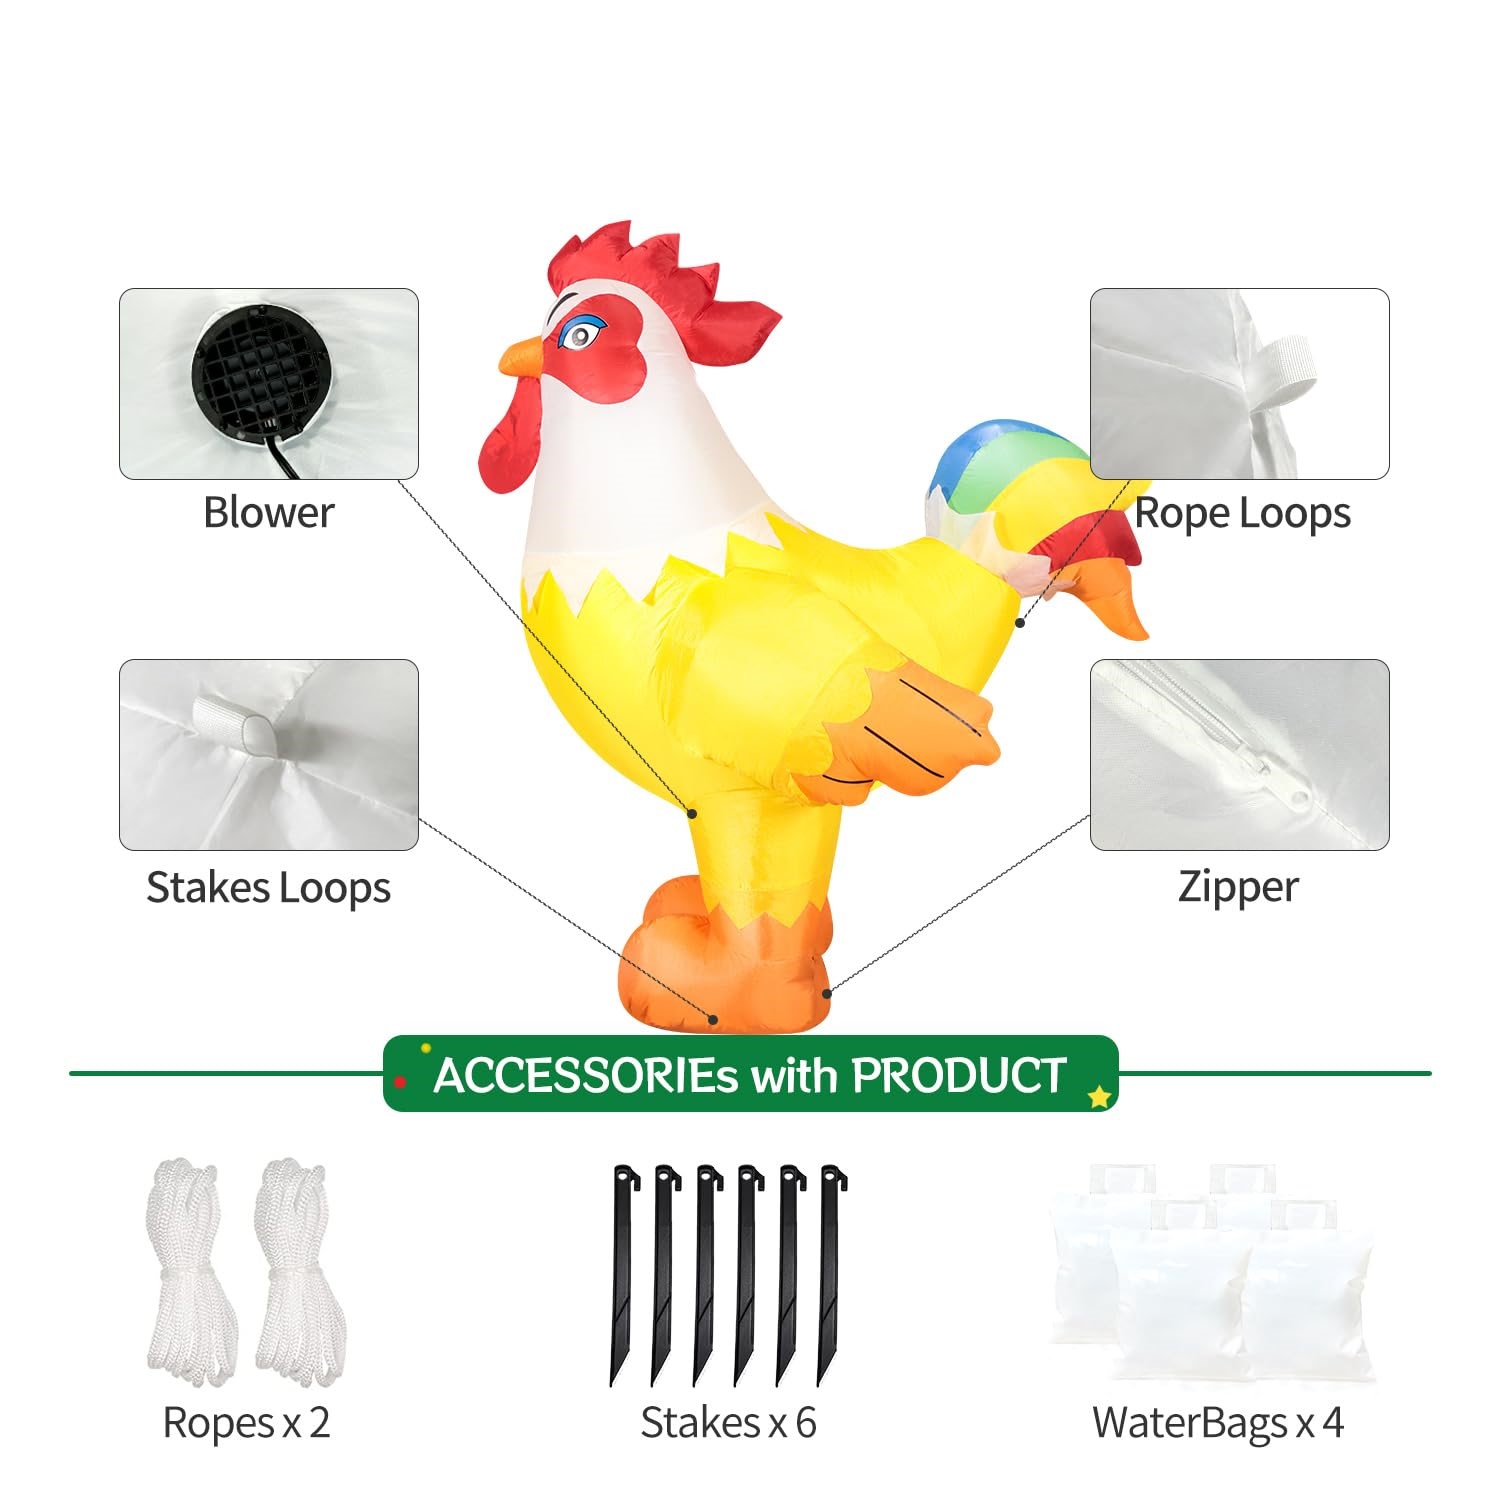 Blower
Rope Loops
Stakes Loops
Zipper
ACCESSORIEs with PRODUCT
Ropes x 2
Stakes x 6
WaterBags x 4